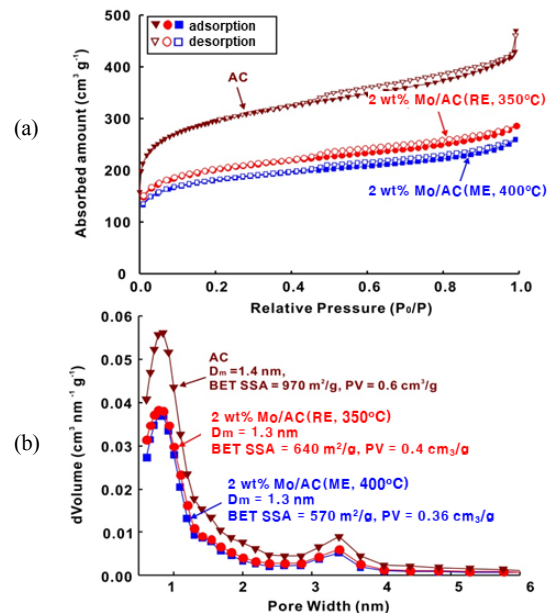 (a)
Absorbed amount (cm³ g⁻¹)
500
400
300
200
100
0
adsorption
desorption
AC
2 wt% Mo/AC(RE, 350°C)
2 wt% Mo/AC(ME, 400°C)
0.0 0.2 0.4 0.6 0.8 1.0
Relative Pressure (P₀/P)
(b)
dVolume (cm³ nm⁻¹ g⁻¹)
0.06
0.05
0.04
0.03
0.02
0.01
0.00
AC
Dm =1.4 nm,
BET SSA = 970 m²/g, PV = 0.6 cm³/g
2 wt% Mo/AC(RE, 350°C)
Dm = 1.3 nm
BET SSA = 640 m²/g, PV = 0.4 cm₃/g
2 wt% Mo/AC(ME, 400°C)
Dm = 1.3 nm
BET SSA = 570 m²/g, PV = 0.36 cm₃/g
1 2 3 4 5 6
Pore Width (nm)